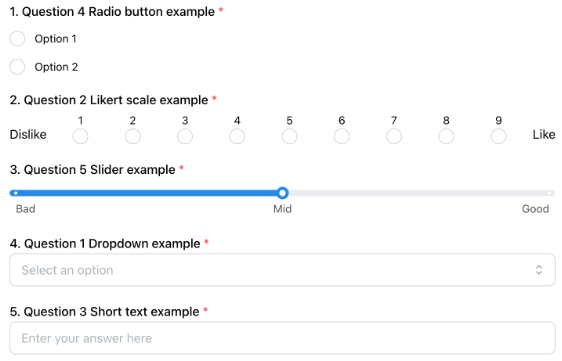 1. Question 4 Radio button example *
Option 1
Option 2
2. Question 2 Likert scale example *
1 2 3 4 5 6 7 8 9
Dislike Like
3. Question 5 Slider example *
Bad Mid Good
4. Question 1 Dropdown example *
Select an option
5. Question 3 Short text example *
Enter your answer here